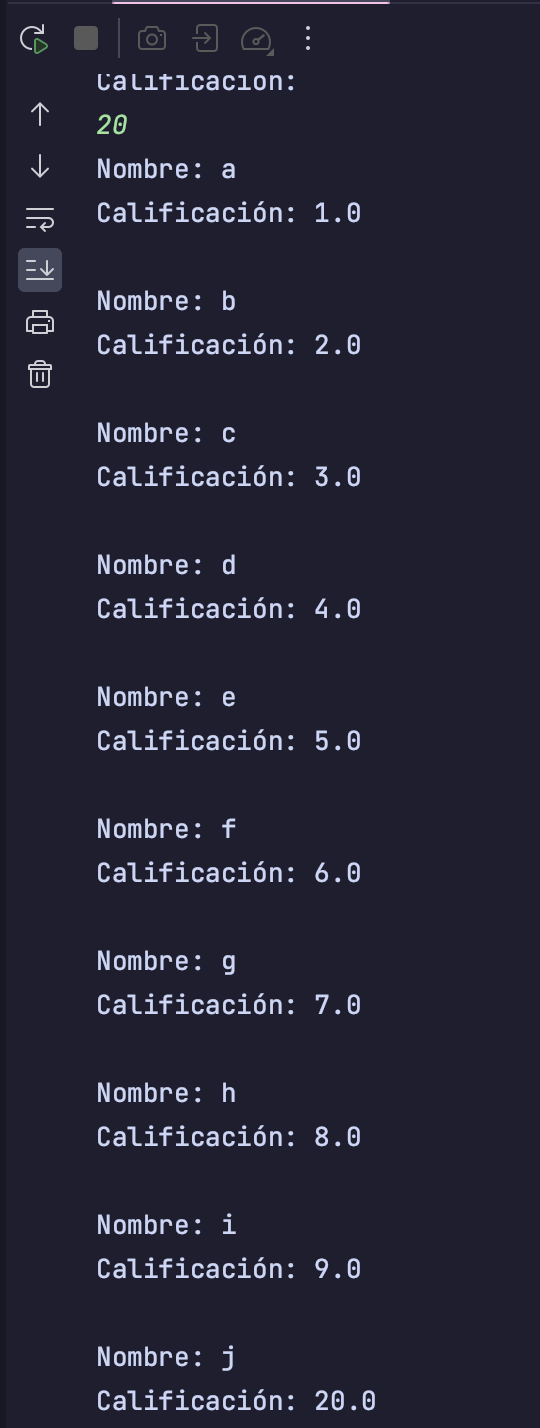 Calificación:
20
Nombre: a
Calificación: 1.0
Nombre: b
Calificación: 2.0
Nombre: c
Calificación: 3.0
Nombre: d
Calificación: 4.0
Nombre: e
Calificación: 5.0
Nombre: f
Calificación: 6.0
Nombre: g
Calificación: 7.0
Nombre: h
Calificación: 8.0
Nombre: i
Calificación: 9.0
Nombre: j
Calificación: 20.0